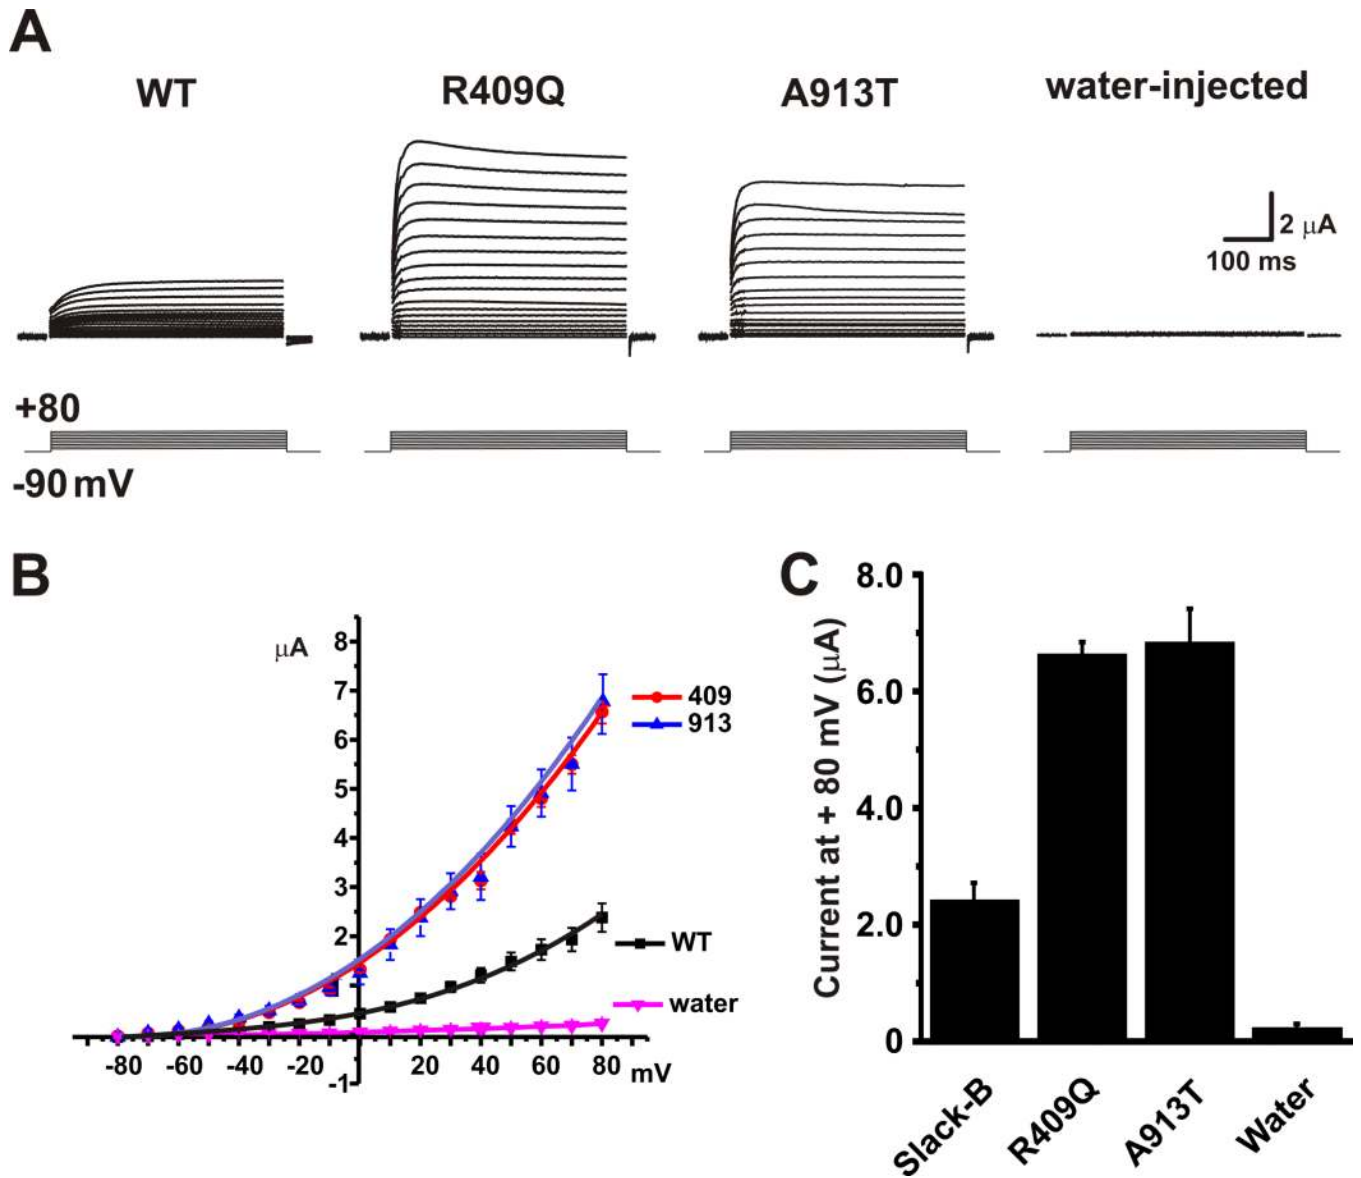 A
WT
R409Q
A913T
water-injected
2 μA
100 ms
+80
-90 mV
B
μA
8
7
6
5
4
3
2
-1
-80
-60
-40
-20
20
40
60
80
mV
409
913
WT
water
C
Current at + 80 mV (μA)
8.0
6.0
4.0
2.0
0
Slack-B
R409Q
A913T
Water